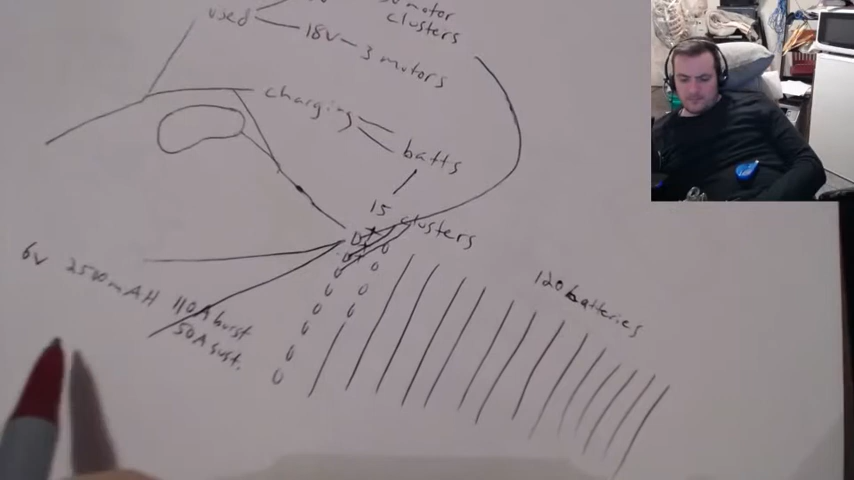 motor
clusters
used
18V - 3 motors
charging
batts
15 clusters
6v 2500mAH 110A burst
50A sust.
120 batteries